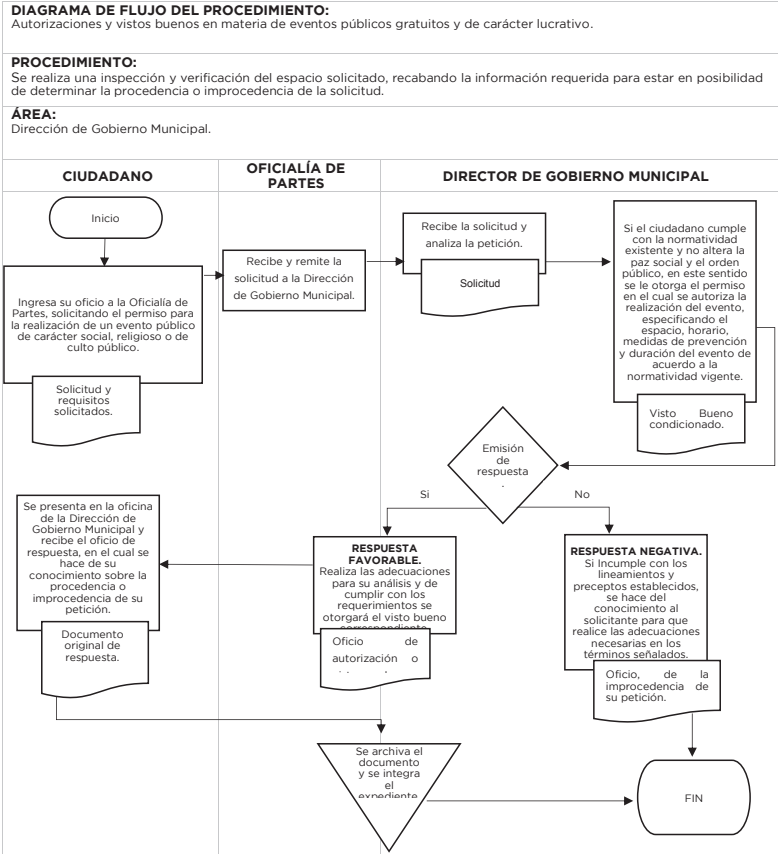 DIAGRAMA DE FLUJO DEL PROCEDIMIENTO:
Autorizaciones y vistos buenos en materia de eventos públicos gratuitos y de carácter lucrativo.
PROCEDIMIENTO:
Se realiza una inspección y verificación del espacio solicitado, recabando la información requerida para estar en posibilidad
de determinar la procedencia o improcedencia de la solicitud.
ÁREA:
Dirección de Gobierno Municipal.
CIUDADANO
OFICIALÍA DE
PARTES
DIRECTOR DE GOBIERNO MUNICIPAL
Inicio
Ingresa su oficio a la Oficialía de
Partes, solicitando el permiso para
la realización de un evento público
de carácter social, religioso o de
culto público.
Solicitud y
requisitos
solicitados.
Recibe y remite la
solicitud a la Dirección
de Gobierno Municipal.
Recibe la solicitud y
analiza la petición.
Solicitud
Si el ciudadano cumple
con la normatividad
existente y no altera la
paz social y el orden
público, en este sentido
se le otorga el permiso
en el cual se autoriza la
realización del evento,
especificando el
espacio, horario,
medidas de prevención
y duración del evento de
acuerdo a la
normatividad vigente.
Visto Bueno
condicionado.
Emisión
de
respuesta
.
Si
No
Se presenta en la oficina
de la Dirección de
Gobierno Municipal y
recibe el oficio de
respuesta, en el cual se
hace de su
conocimiento sobre la
procedencia o
improcedencia de su
petición.
Documento
original de
respuesta.
RESPUESTA
FAVORABLE.
Realiza las adecuaciones
para su análisis y de
cumplir con los
requerimientos se
otorgará el visto bueno
correspondiente
Oficio de
autorización o
RESPUESTA NEGATIVA.
Si Incumple con los
lineamientos y
preceptos establecidos,
se hace del
conocimiento al
solicitante para que
realice las adecuaciones
necesarias en los
términos señalados.
Oficio, de la
improcedencia de
su petición.
Se archiva el
documento
y se integra
el
expediente
FIN